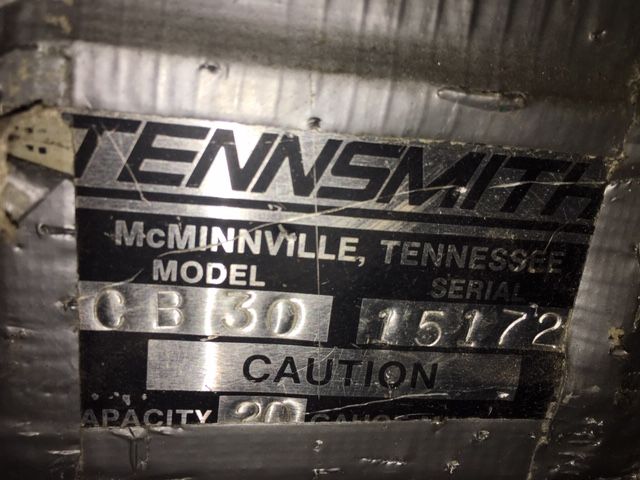 TENNSMITH
McMINNVILLE, TENNESSEE
MODEL SERIAL
CB 30 15172
CAUTION
CAPACITY 20